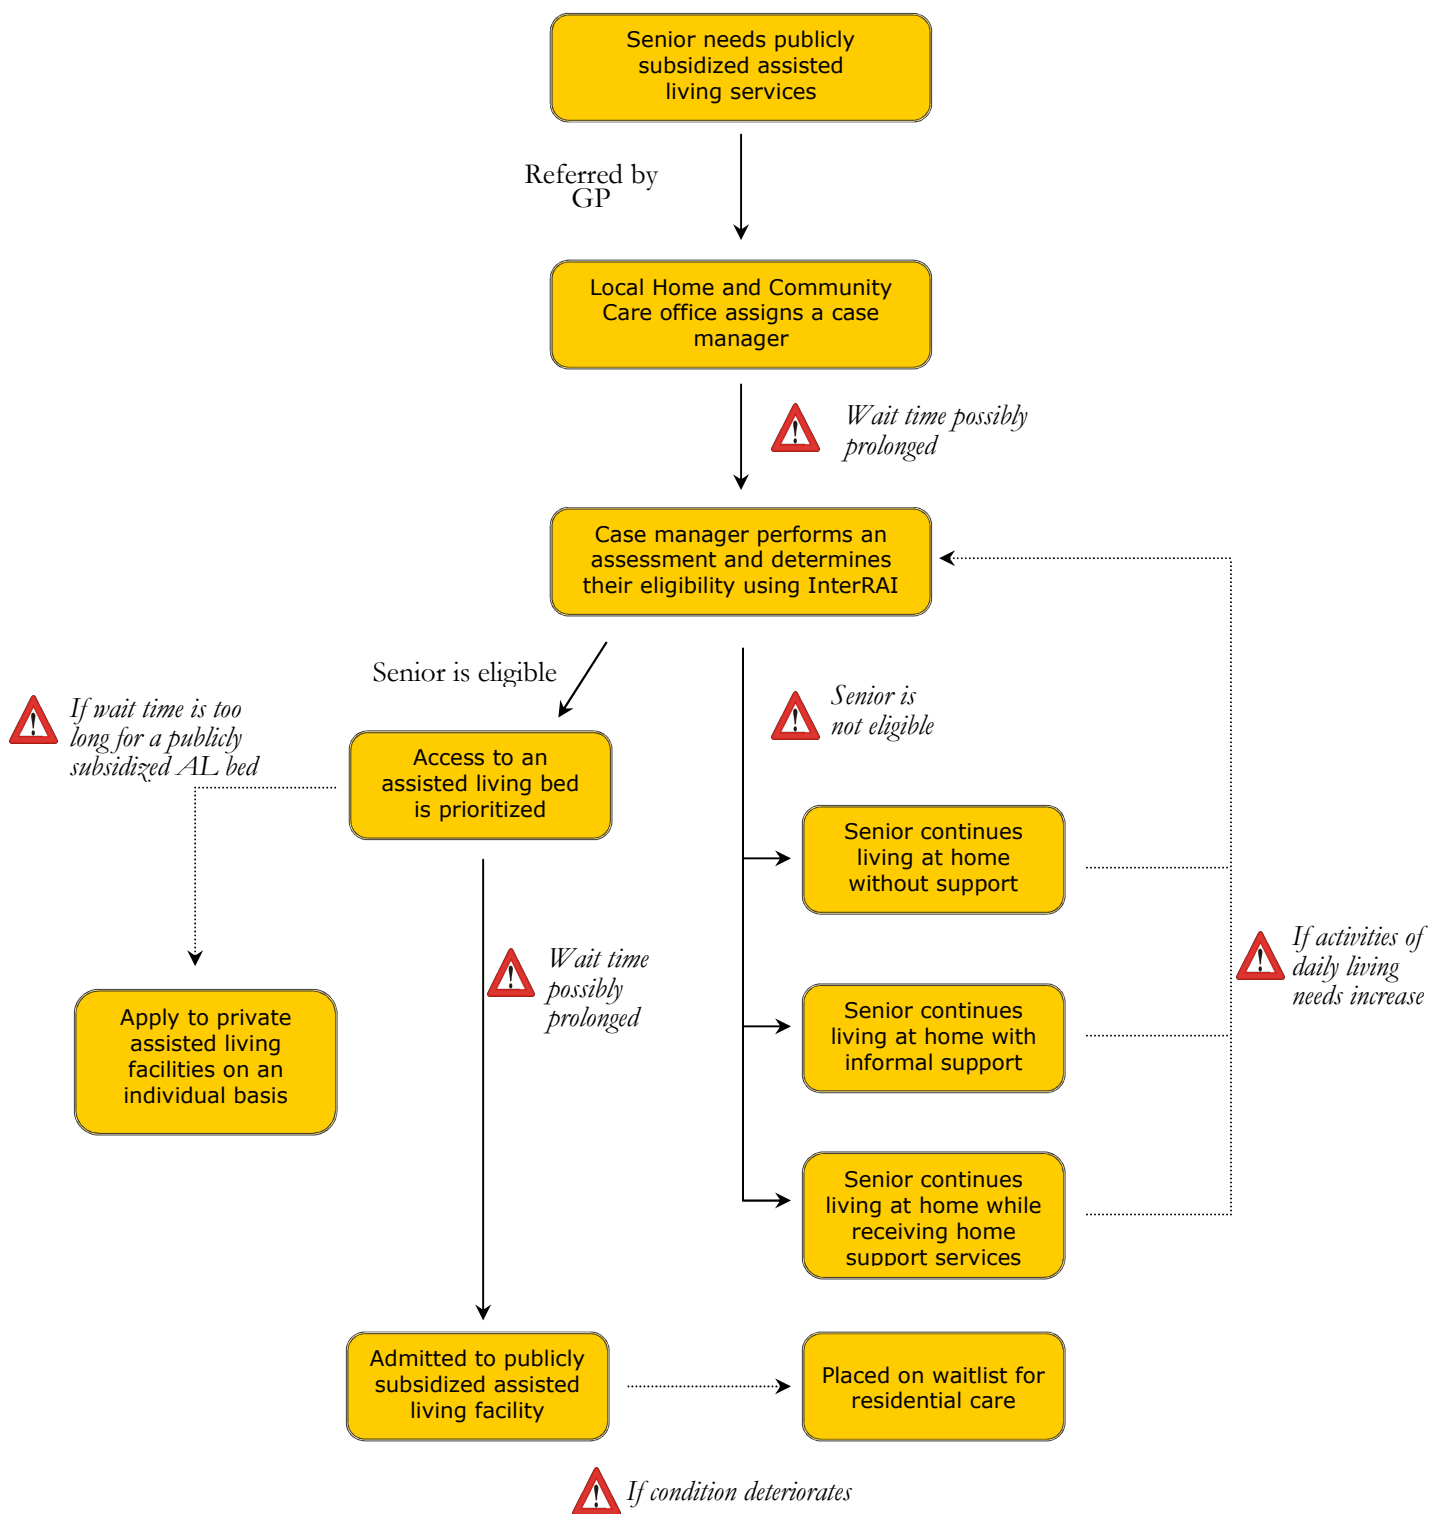 Senior needs publicly
subsidized assisted
living services
Referred by
GP
Local Home and Community
Care office assigns a case
manager
Wait time possibly
prolonged
Case manager performs an
assessment and determines
their eligibility using InterRAI
Senior is eligible
If wait time is too
long for a publicly
subsidized AL bed
Senior is
not eligible
Access to an
assisted living bed
is prioritized
Senior continues
living at home
without support
Wait time
possibly
prolonged
If activities of
daily living
needs increase
Apply to private
assisted living
facilities on an
individual basis
Senior continues
living at home with
informal support
Senior continues
living at home while
receiving home
support services
Admitted to publicly
subsidized assisted
living facility
Placed on waitlist for
residential care
If condition deteriorates